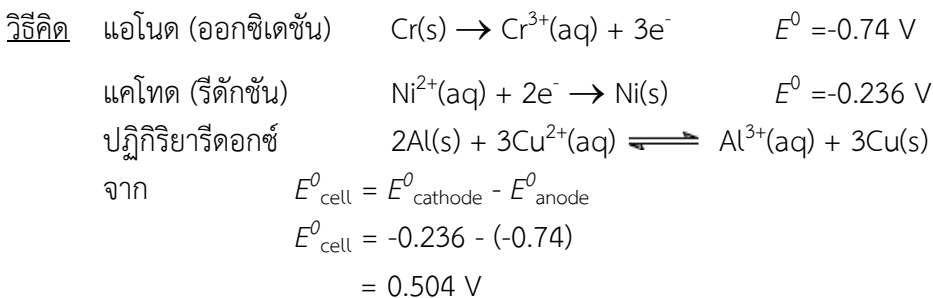 วิธีคิด แอโนด (ออกซิเดชัน) Cr(s) → Cr³⁺(aq) + 3e⁻ E⁰ =-0.74 V
แคโทด (รีดักชัน) Ni²⁺(aq) + 2e⁻ → Ni(s) E⁰ =-0.236 V
ปฏิกิริยารีดอกซ์ 2Al(s) + 3Cu²⁺(aq) ⇌ Al³⁺(aq) + 3Cu(s)
จาก E⁰cell = E⁰cathode - E⁰anode
E⁰cell = -0.236 - (-0.74)
= 0.504 V